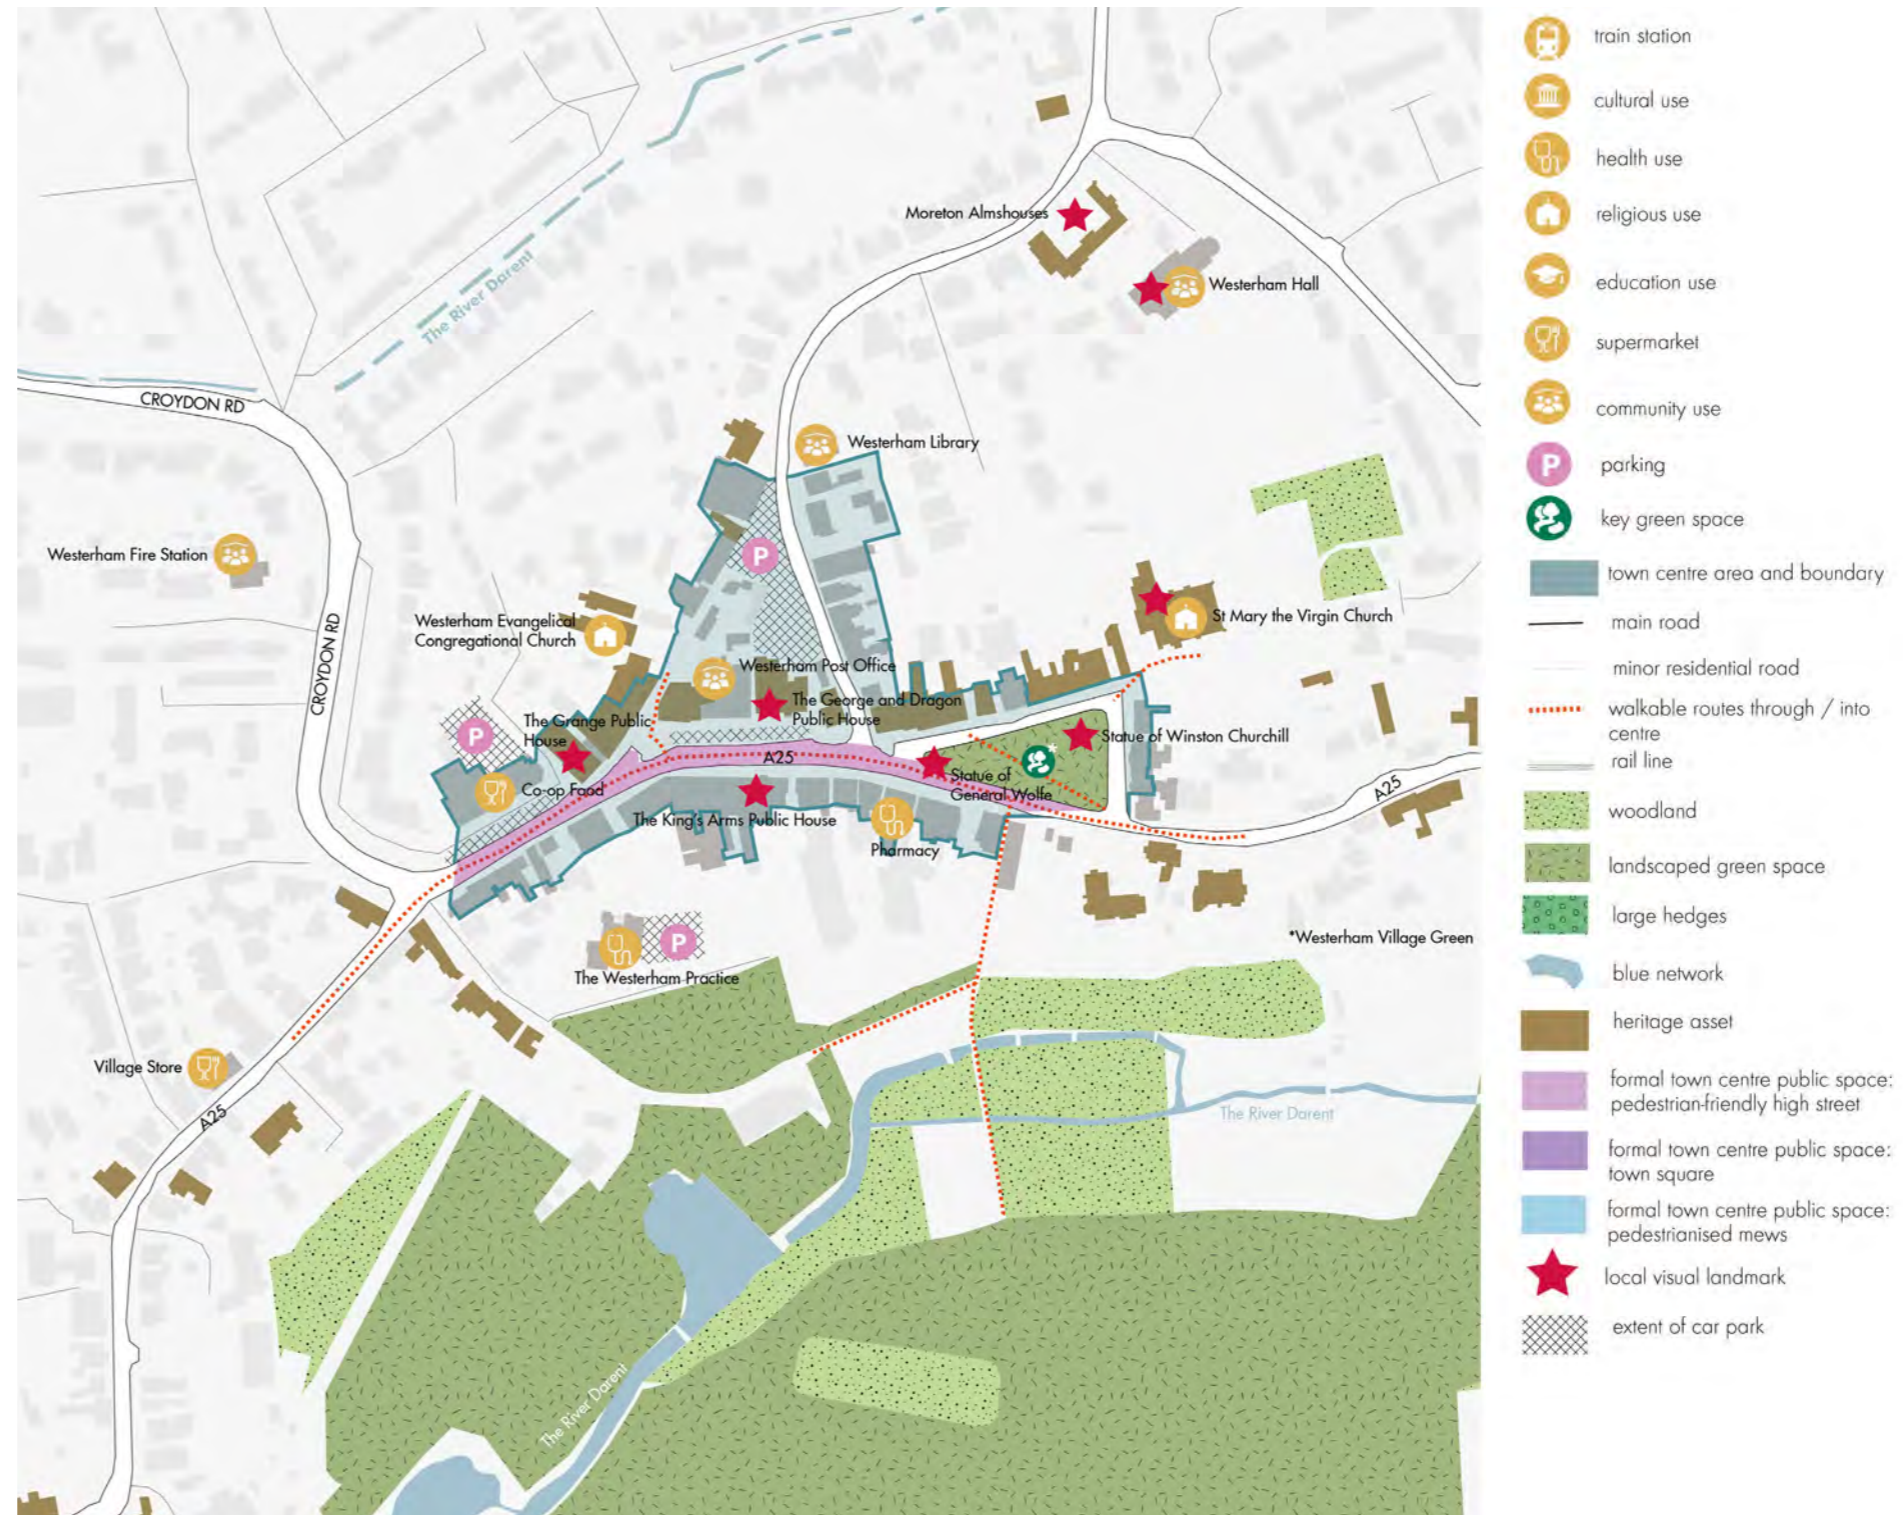 Moreton Almshouses
Westerham Hall
The River Darent
CROYDON RD
Westerham Library
Westerham Fire Station
CROYDON RD
P
Westerham Evangelical
Congregational Church
St Mary the Virgin Church
Westerham Post Office
The George and Dragon
Public House
The Grange Public
House
P
A25
Statue of Winston Churchill
*
Statue of
General Wolfe
Co-op Food
The King's Arms Public House
Pharmacy
A25
*Westerham Village Green
P
The Westerham Practice
Village Store
A25
The River Darent
The River Darent
train station
cultural use
health use
religious use
education use
supermarket
community use
P
parking
key green space
town centre area and boundary
main road
minor residential road
walkable routes through / into
centre
rail line
woodland
landscaped green space
large hedges
blue network
heritage asset
formal town centre public space:
pedestrian-friendly high street
formal town centre public space:
town square
formal town centre public space:
pedestrianised mews
local visual landmark
extent of car park